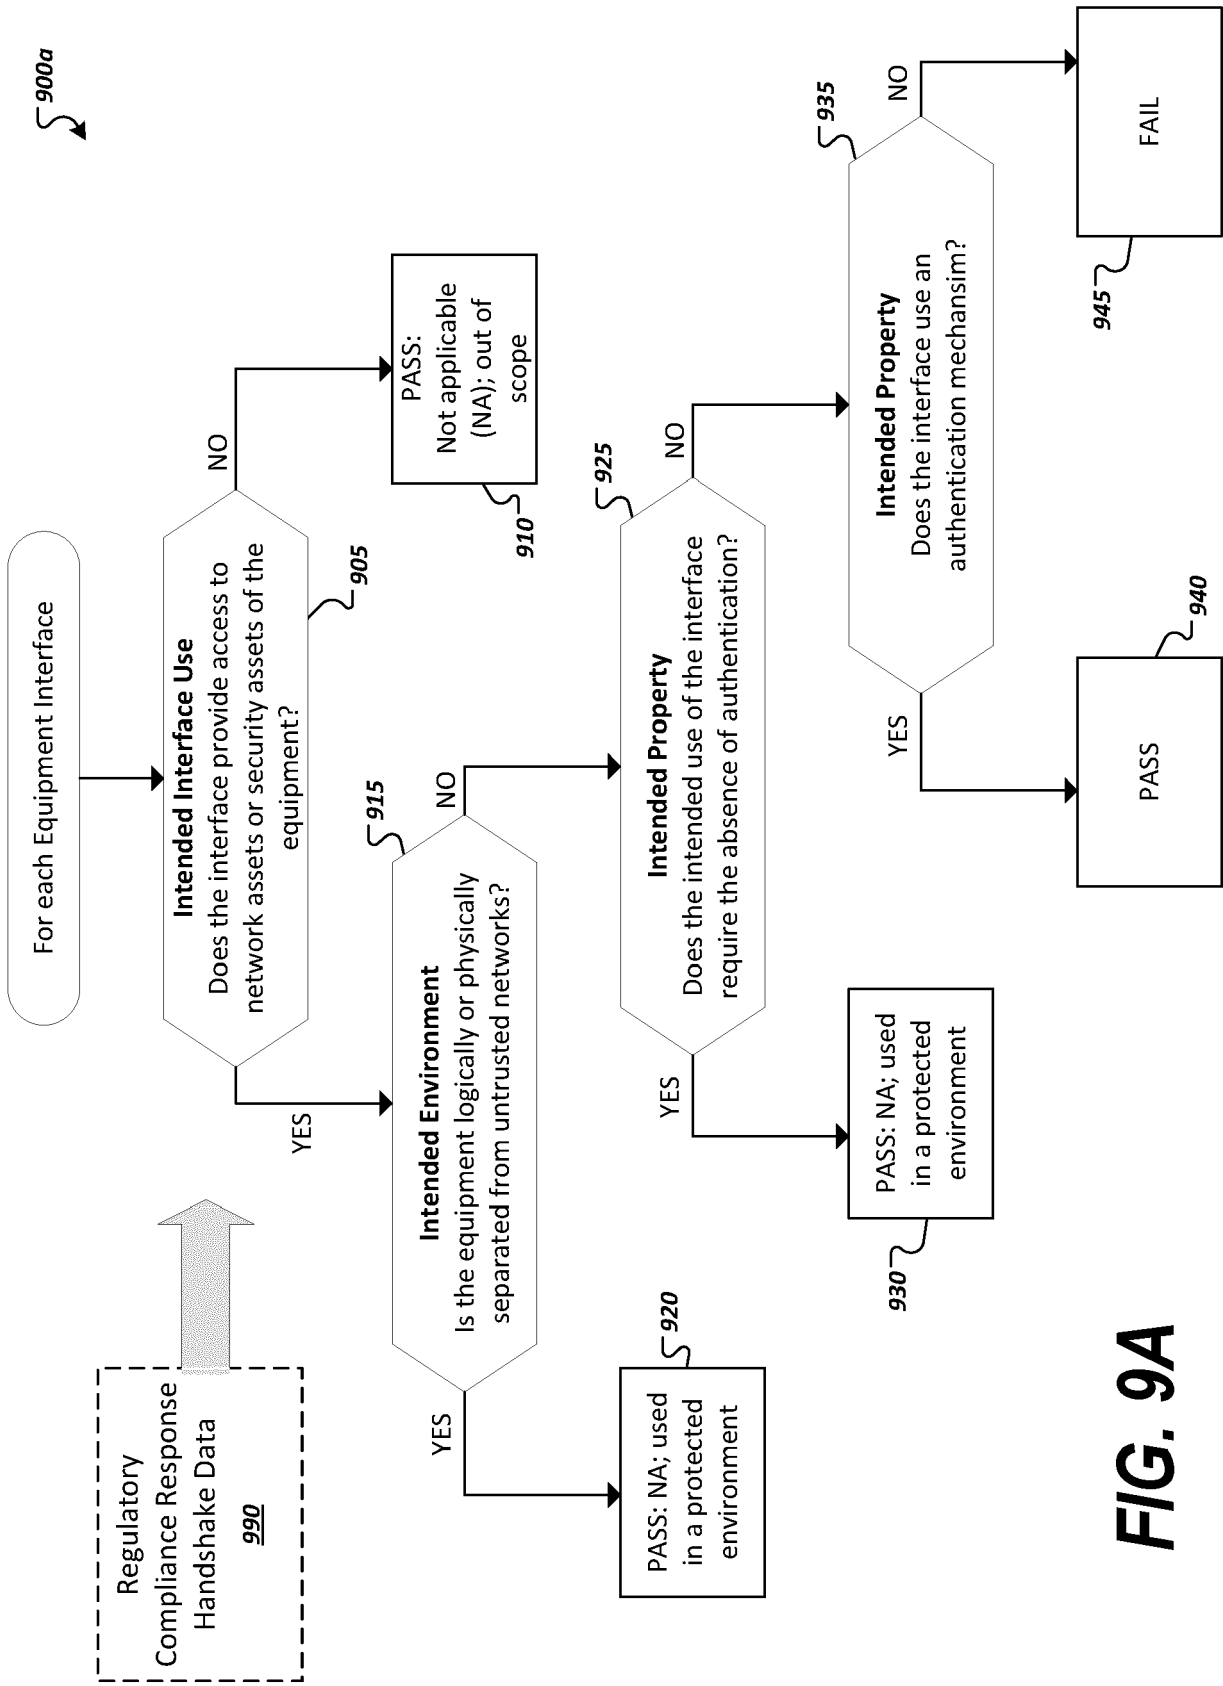 900a
For each Equipment Interface
Regulatory
Compliance Response
Handshake Data
990
Intended Interface Use
Does the interface provide access to
network assets or security assets of the
equipment?
905
YES
NO
PASS:
Not applicable
(NA); out of
scope
910
Intended Environment
Is the equipment logically or physically
separated from untrusted networks?
915
YES
NO
PASS: NA; used
in a protected
environment
920
Intended Property
Does the intended use of the interface
require the absence of authentication?
925
YES
NO
PASS: NA; used
in a protected
environment
930
Intended Property
Does the interface use an
authentication mechansim?
935
YES
NO
PASS
940
FAIL
945
FIG. 9A